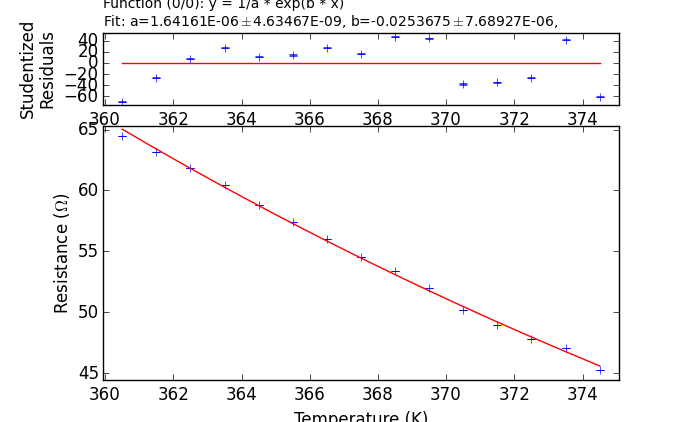 Function (0/0): y = 1/a * exp(b * x)
Fit: a=1.64161E-06±4.63467E-09, b=-0.0253675±7.68927E-06,
Studentized
Residuals
40
20
0
−20
−40
−60
360 362 364 366 368 370 372 374
Resistance (Ω)
65
60
55
50
45
360 362 364 366 368 370 372 374
Temperature (K)